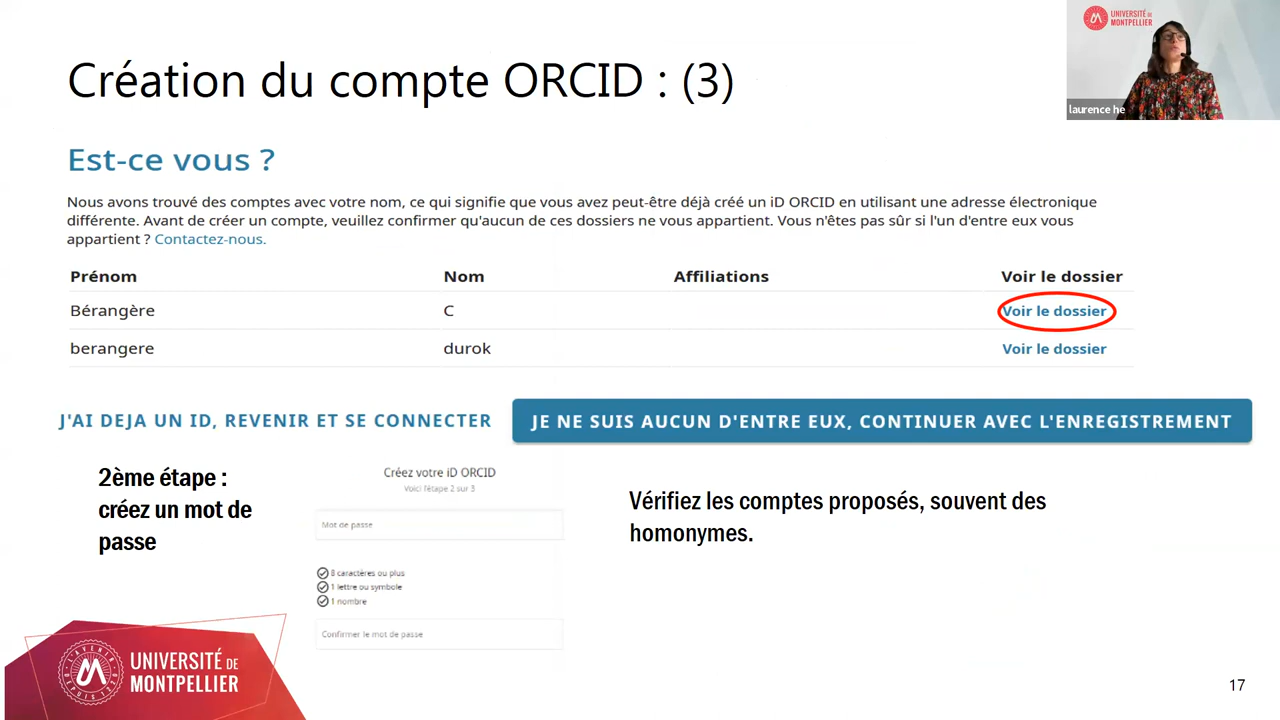 UNIVERSITÉ DE
MONTPELLIER
laurence he
Création du compte ORCID : (3)
Est-ce vous ?
Nous avons trouvé des comptes avec votre nom, ce qui signifie que vous avez peut-être déjà créé un iD ORCID en utilisant une adresse électronique
différente. Avant de créer un compte, veuillez confirmer qu'aucun de ces dossiers ne vous appartient. Vous n'êtes pas sûr si l'un d'entre eux vous
appartient ? Contactez-nous.
Prénom Nom Affiliations Voir le dossier
Bérangère C Voir le dossier
berangere durok Voir le dossier
J'AI DEJA UN ID, REVENIR ET SE CONNECTER
JE NE SUIS AUCUN D'ENTRE EUX, CONTINUER AVEC L'ENREGISTREMENT
2ème étape :
créez un mot de
passe
Créez votre iD ORCID
Voici l'étape 2 sur 3
Mot de passe
8 caractères ou plus
1 lettre ou symbole
1 nombre
Confirmer le mot de passe
Vérifiez les comptes proposés, souvent des
homonymes.
UNIVERSITÉ DE
MONTPELLIER
17